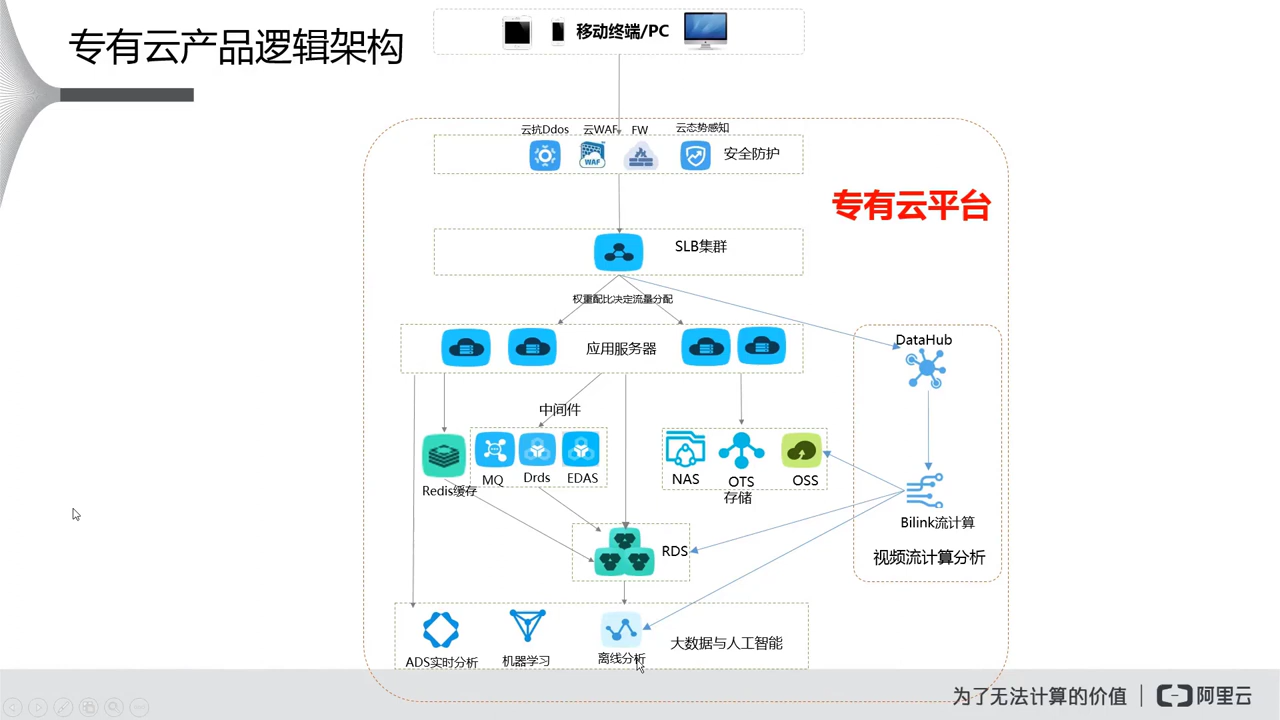 专有云产品逻辑架构
移动终端/PC
云抗Ddos 云WAF FW 云态势感知
WAF
安全防护
专有云平台
SLB集群
权重配比决定流量分配
应用服务器
DataHub
中间件
MQ Drds EDAS
Redis缓存
NAS OTS OSS
存储
Bilink流计算
视频流计算分析
RDS
大数据与人工智能
ADS实时分析 机器学习 离线分析
为了无法计算的价值 阿里云